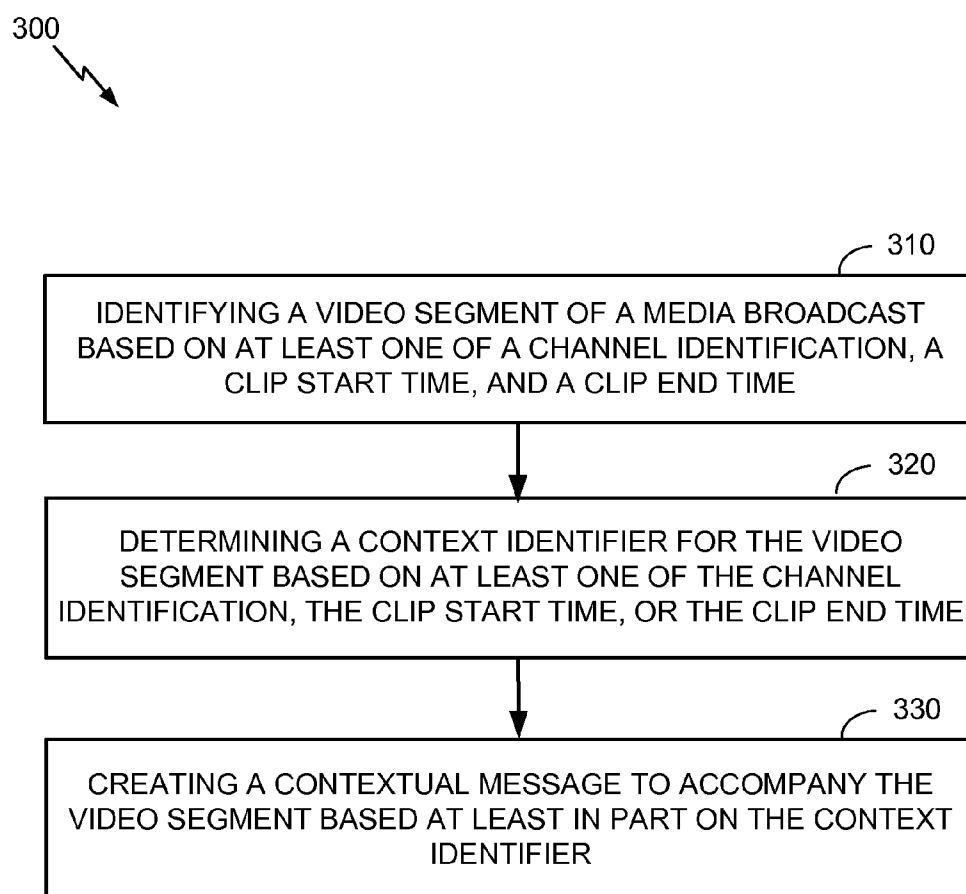 300
310
IDENTIFYING A VIDEO SEGMENT OF A MEDIA BROADCAST
BASED ON AT LEAST ONE OF A CHANNEL IDENTIFICATION, A
CLIP START TIME, AND A CLIP END TIME
320
DETERMINING A CONTEXT IDENTIFIER FOR THE VIDEO
SEGMENT BASED ON AT LEAST ONE OF THE CHANNEL
IDENTIFICATION, THE CLIP START TIME, OR THE CLIP END TIME
330
CREATING A CONTEXTUAL MESSAGE TO ACCOMPANY THE
VIDEO SEGMENT BASED AT LEAST IN PART ON THE CONTEXT
IDENTIFIER